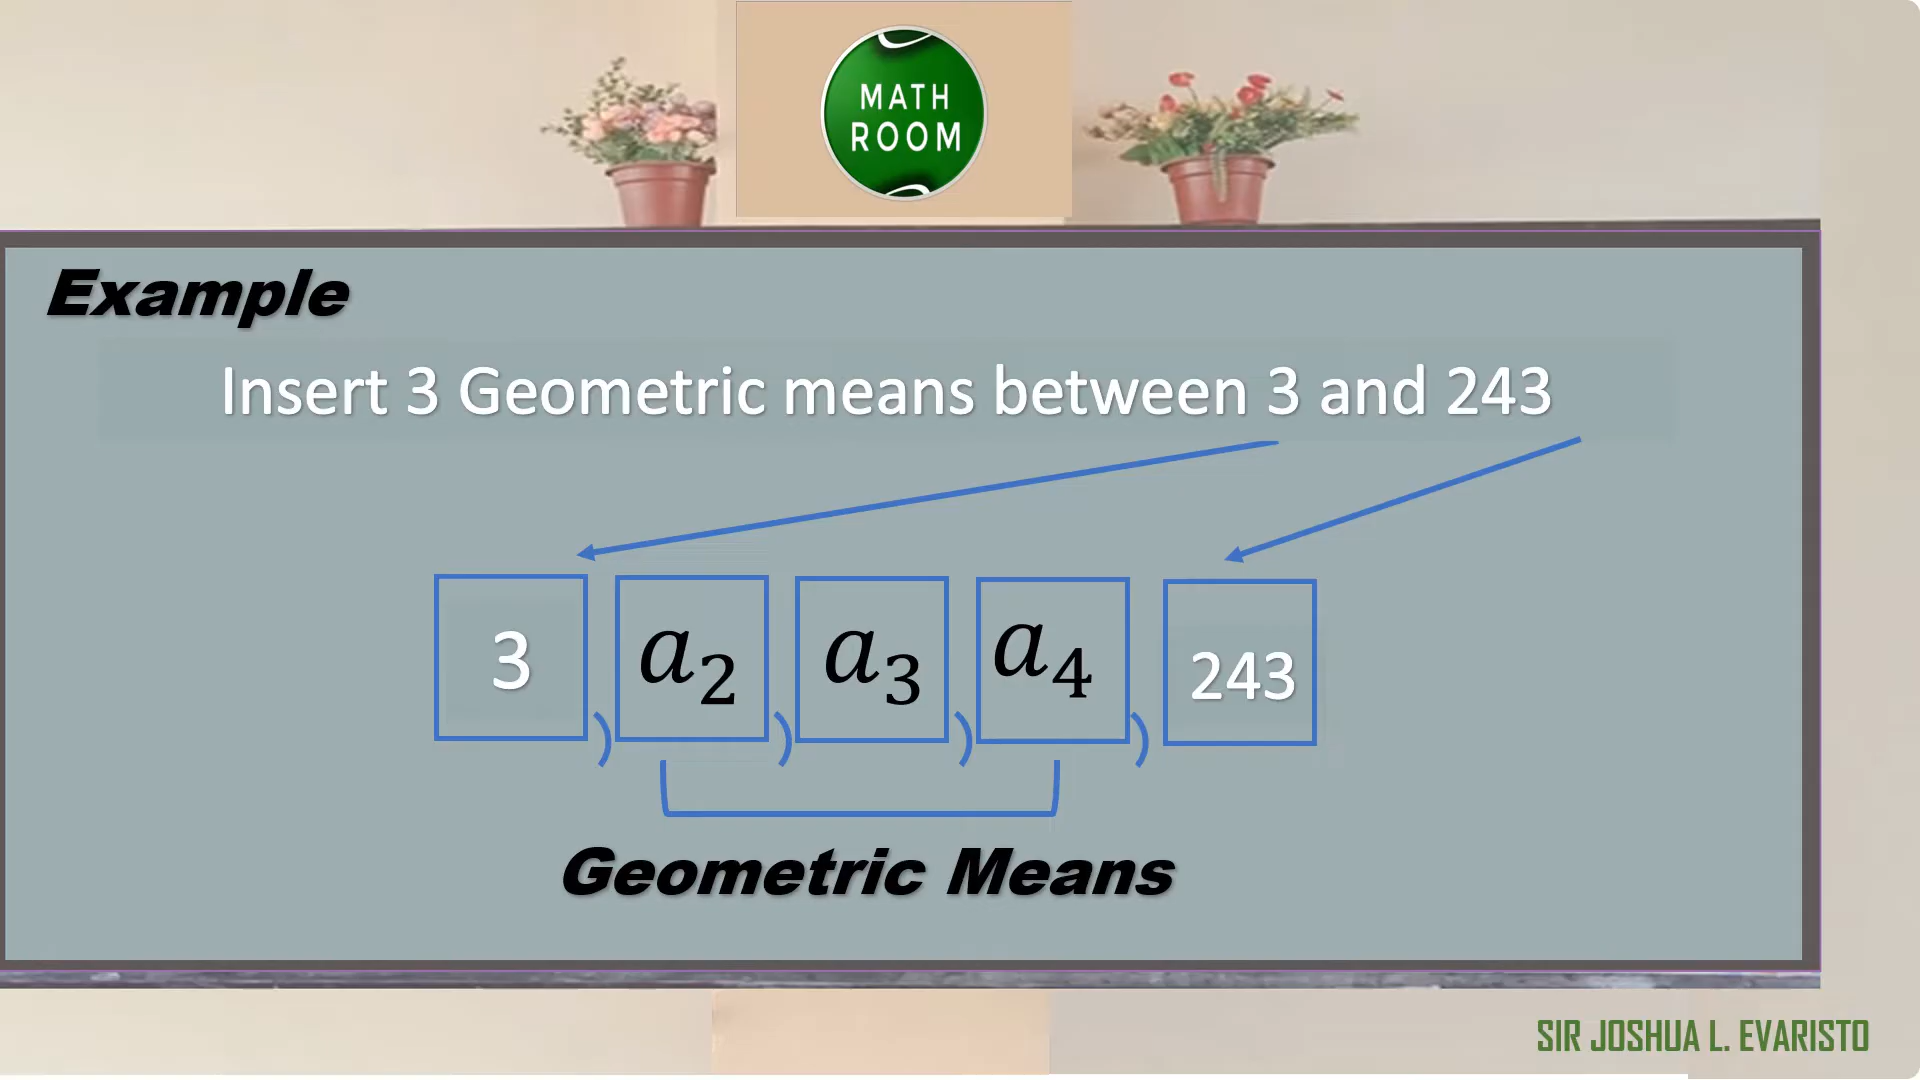 MATH
ROOM
Example
Insert 3 Geometric means between 3 and 243
3 , a₂ , a₃ , a₄ , 243
Geometric Means
SIR JOSHUA L. EVARISTO